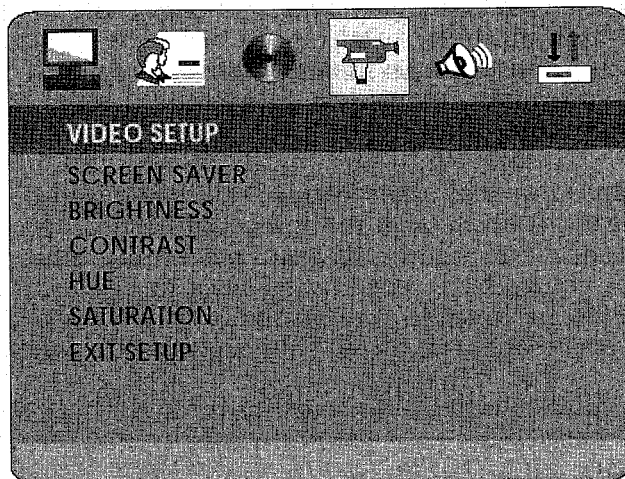 VIDEO SETUP
SCREEN SAVER
BRIGHTNESS
CONTRAST
HUE
SATURATION
EXIT SETUP